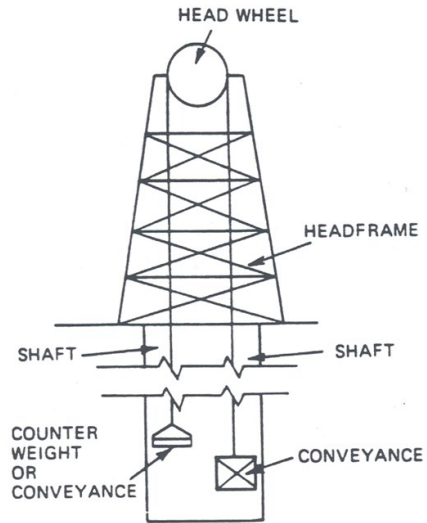 HEAD WHEEL
HEADFRAME
SHAFT
SHAFT
COUNTER
WEIGHT
OR
CONVEYANCE
CONVEYANCE